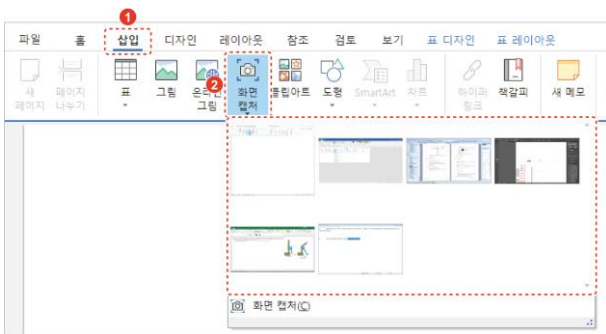 1
파일 홈 삽입 디자인 레이아웃 참조 검토 보기 표 디자인 표 레이아웃
2
새 페이지 표 그림 온라인 화면 클립아트 도형 SmartArt 차트 하이퍼 책갈피 새 메모
페이지 나누기 그림 캡처 링크
화면 캡처(C)